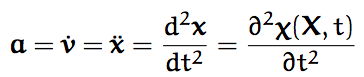 a = v̇ = ẍ = d²x/dt² = ∂²χ(X, t)/∂t²